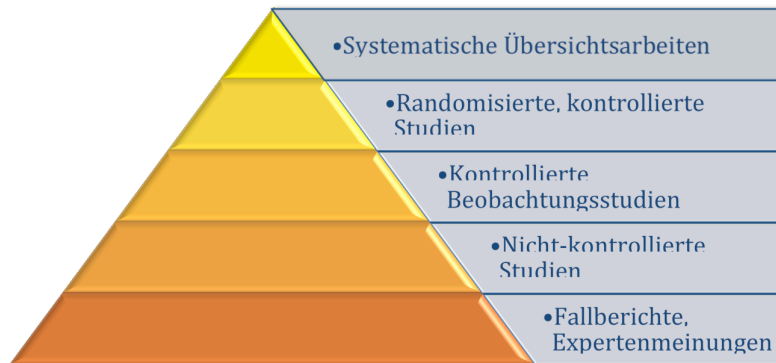 •Systematische Übersichtsarbeiten
•Randomisierte, kontrollierte
Studien
•Kontrollierte
Beobachtungsstudien
•Nicht-kontrollierte
Studien
•Fallberichte,
Expertenmeinungen